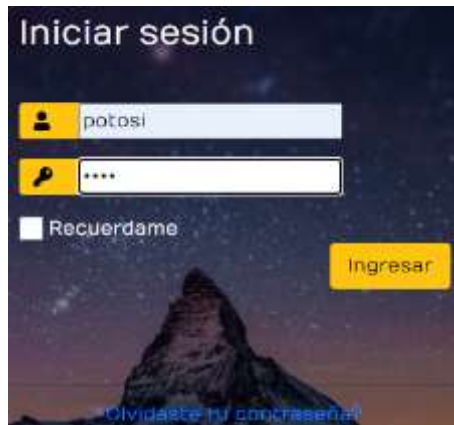 Iniciar sesión
potosi
••••
Recuerdame
Ingresar
Olvidaste tu contraseña?